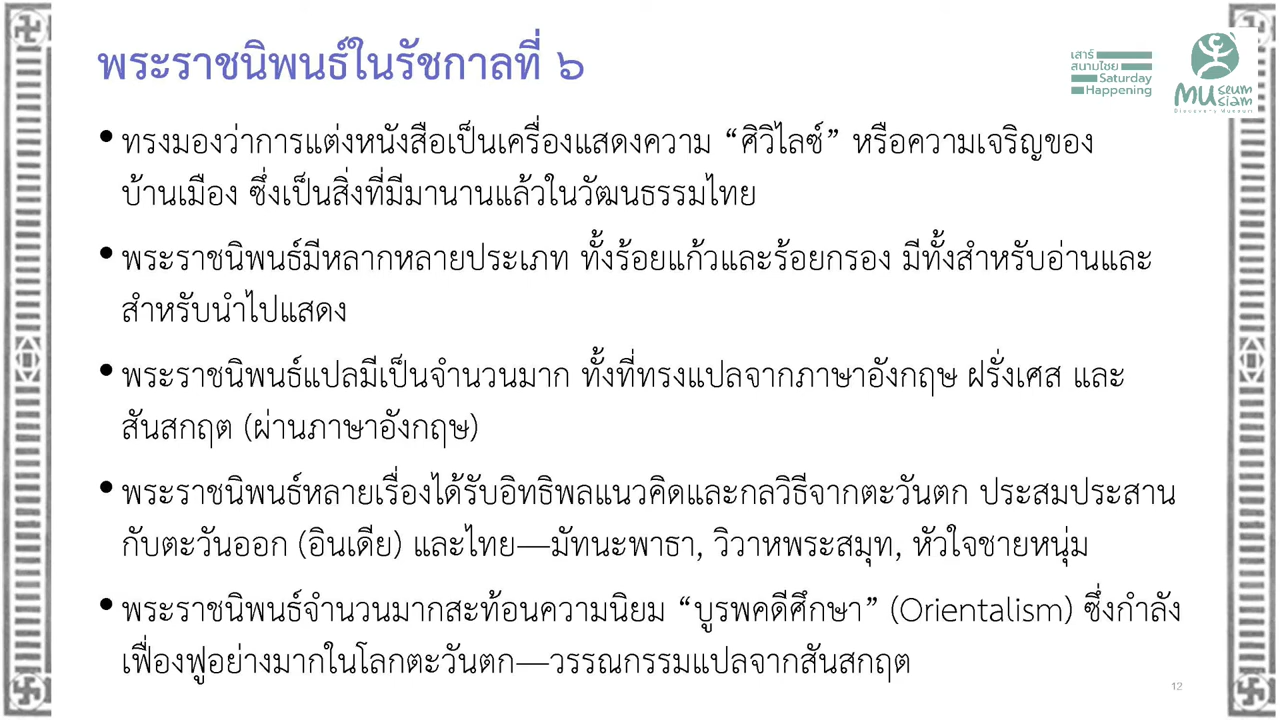 พระราชนิพนธ์ในรัชกาลที่ ๖
เสาร์
สนามไชย
Saturday
Happening
MUseum
siam
Discovery Museum
• ทรงมองว่าการแต่งหนังสือเป็นเครื่องแสดงความ “ศิวิไลซ์” หรือความเจริญของ
บ้านเมือง ซึ่งเป็นสิ่งที่มีมานานแล้วในวัฒนธรรมไทย
• พระราชนิพนธ์มีหลากหลายประเภท ทั้งร้อยแก้วและร้อยกรอง มีทั้งสำหรับอ่านและ
สำหรับนำไปแสดง
• พระราชนิพนธ์แปลมีเป็นจำนวนมาก ทั้งที่ทรงแปลจากภาษาอังกฤษ ฝรั่งเศส และ
สันสกฤต (ผ่านภาษาอังกฤษ)
• พระราชนิพนธ์หลายเรื่องได้รับอิทธิพลแนวคิดและกลวิธีจากตะวันตก ประสมประสาน
กับตะวันออก (อินเดีย) และไทย—มัทนะพาธา, วิวาหพระสมุท, หัวใจชายหนุ่ม
• พระราชนิพนธ์จำนวนมากสะท้อนความนิยม “บูรพคดีศึกษา” (Orientalism) ซึ่งกำลัง
เฟื่องฟูอย่างมากในโลกตะวันตก—วรรณกรรมแปลจากสันสกฤต
12